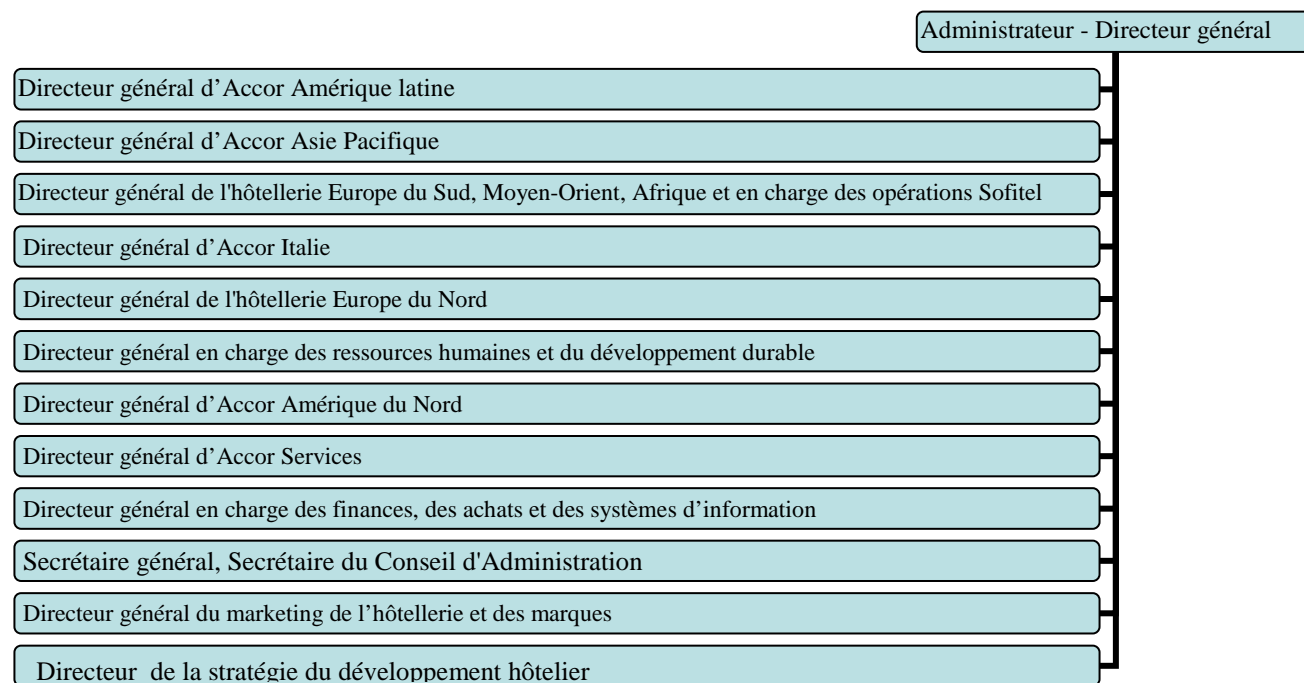 Administrateur - Directeur général
Directeur général d’Accor Amérique latine
Directeur général d’Accor Asie Pacifique
Directeur général de l'hôtellerie Europe du Sud, Moyen-Orient, Afrique et en charge des opérations Sofitel
Directeur général d’Accor Italie
Directeur général de l'hôtellerie Europe du Nord
Directeur général en charge des ressources humaines et du développement durable
Directeur général d’Accor Amérique du Nord
Directeur général d’Accor Services
Directeur général en charge des finances, des achats et des systèmes d’information
Secrétaire général, Secrétaire du Conseil d'Administration
Directeur général du marketing de l’hôtellerie et des marques
Directeur  de la stratégie du développement hôtelier